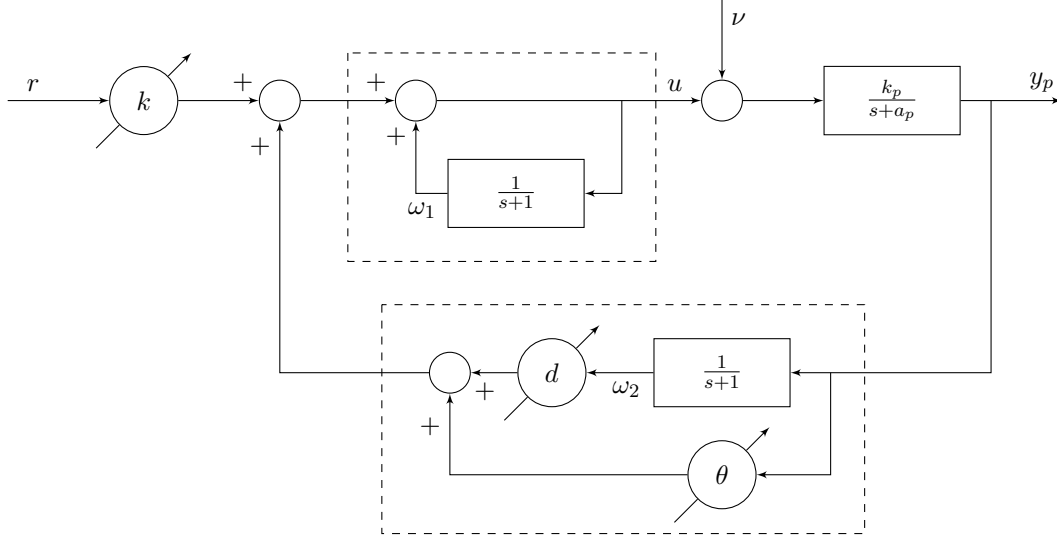 ν
r
k
+
+
u
k_p/(s+a_p)
y_p
+
+
1/(s+1)
ω_1
d
ω_2
1/(s+1)
+
+
θ